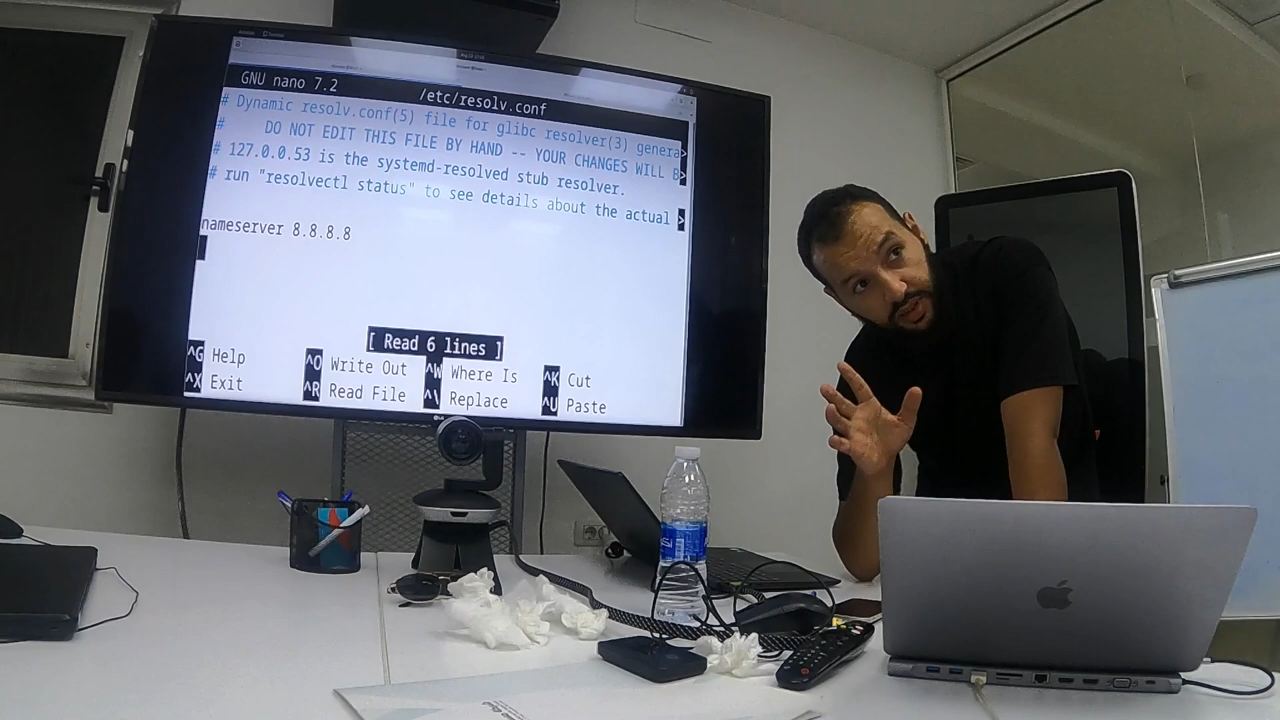 GNU nano 7.2 /etc/resolv.conf
# Dynamic resolv.conf(5) file for glibc resolver(3) genera>
# DO NOT EDIT THIS FILE BY HAND -- YOUR CHANGES WILL B>
# 127.0.0.53 is the systemd-resolved stub resolver.
# run "resolvectl status" to see details about the actual >
nameserver 8.8.8.8
[ Read 6 lines ]
^G Help ^O Write Out ^W Where Is ^K Cut
^X Exit ^R Read File ^\ Replace ^U Paste
LG